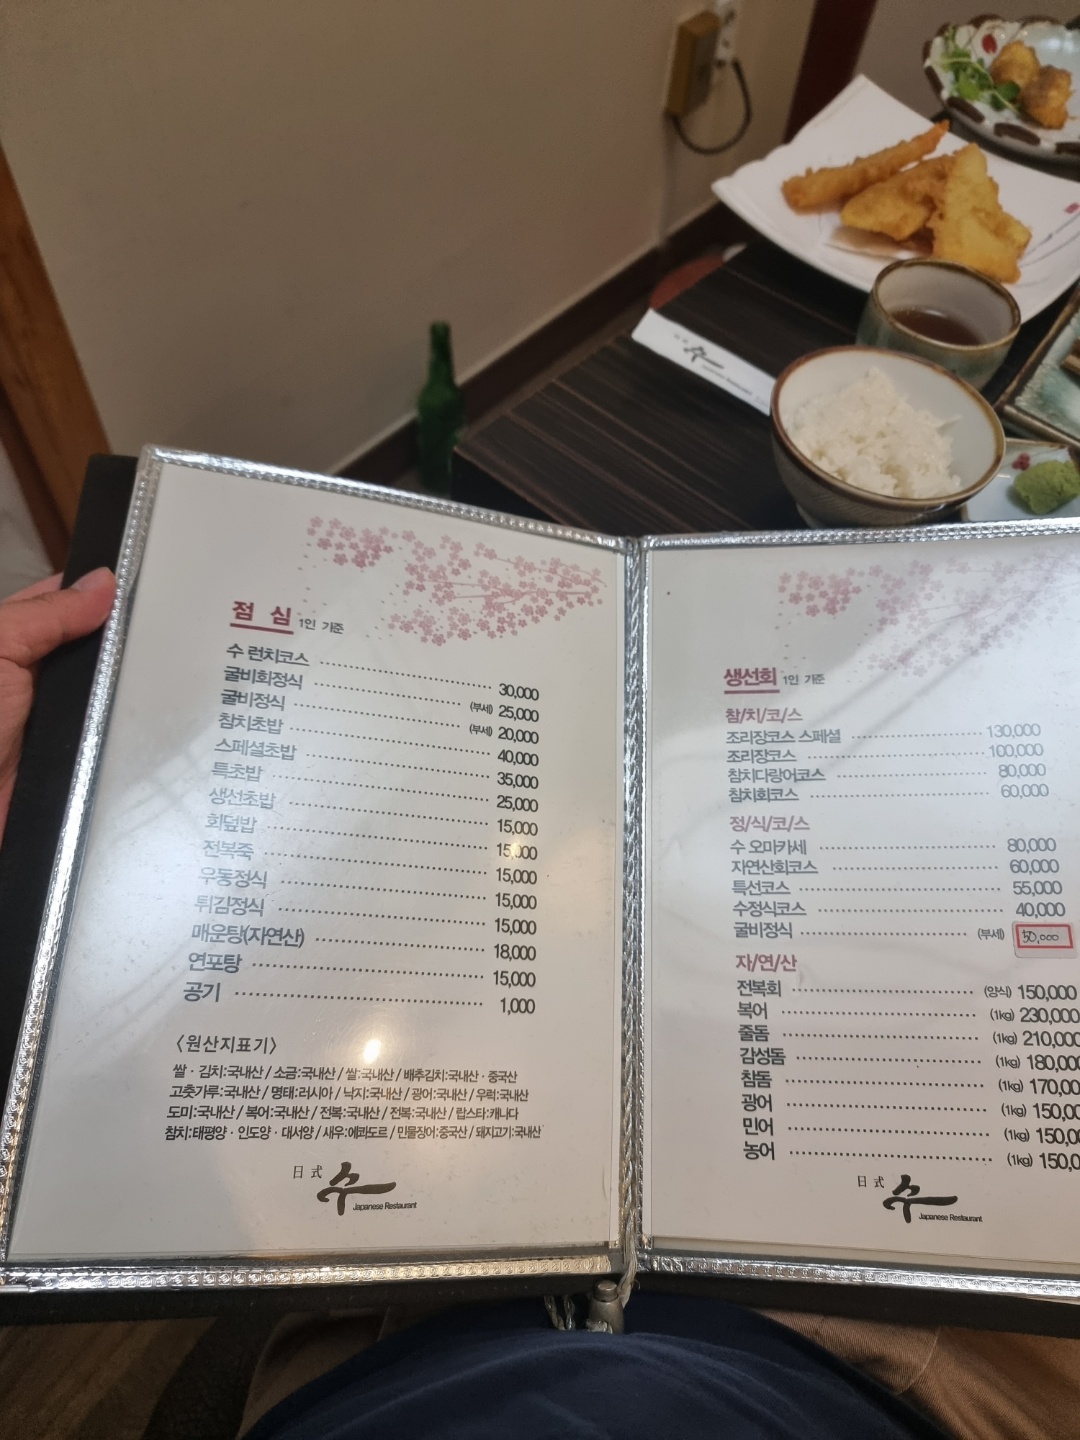 점 심 1인 기준
수 런치코스 30,000
굴비회정식 (부세) 25,000
굴비정식 (부세) 20,000
참치초밥 40,000
스페셜초밥 35,000
특초밥 25,000
생선초밥 15,000
회덮밥 15,000
전복죽 15,000
우동정식 15,000
튀김정식 15,000
매운탕(자연산) 18,000
연포탕 15,000
공기 1,000
<원산지표기>
쌀 · 김치:국내산 / 소금:국내산 / 쌀:국내산 / 배추김치:국내산 · 중국산
고춧가루:국내산 / 명태:러시아 / 낙지:국내산 / 광어:국내산 / 우럭:국내산
도미:국내산 / 복어:국내산 / 전복:국내산 / 전복:국내산 / 랍스타:캐나다
참치:태평양 · 인도양 · 대서양 / 새우:에콰도르 / 민물장어:중국산 / 돼지고기:국내산
日式 수 Japanese Restaurant
생선회 1인 기준
참/치/코/스
조리장코스 스페셜 130,000
조리장코스 100,000
참치다랑어코스 80,000
참치회코스 60,000
정/식/코/스
수 오마카세 80,000
자연산회코스 60,000
특선코스 55,000
수정식코스 40,000
굴비정식 (부세) 30,000
자/연/산
전복회 (양식) 150,000
복어 (1kg) 230,000
줄돔 (1kg) 210,000
감성돔 (1kg) 180,000
참돔 (1kg) 170,00
광어 (1kg) 150,00
민어 (1kg) 150,0
농어 (1kg) 150,0
日式 수 Japanese Restaurant
수